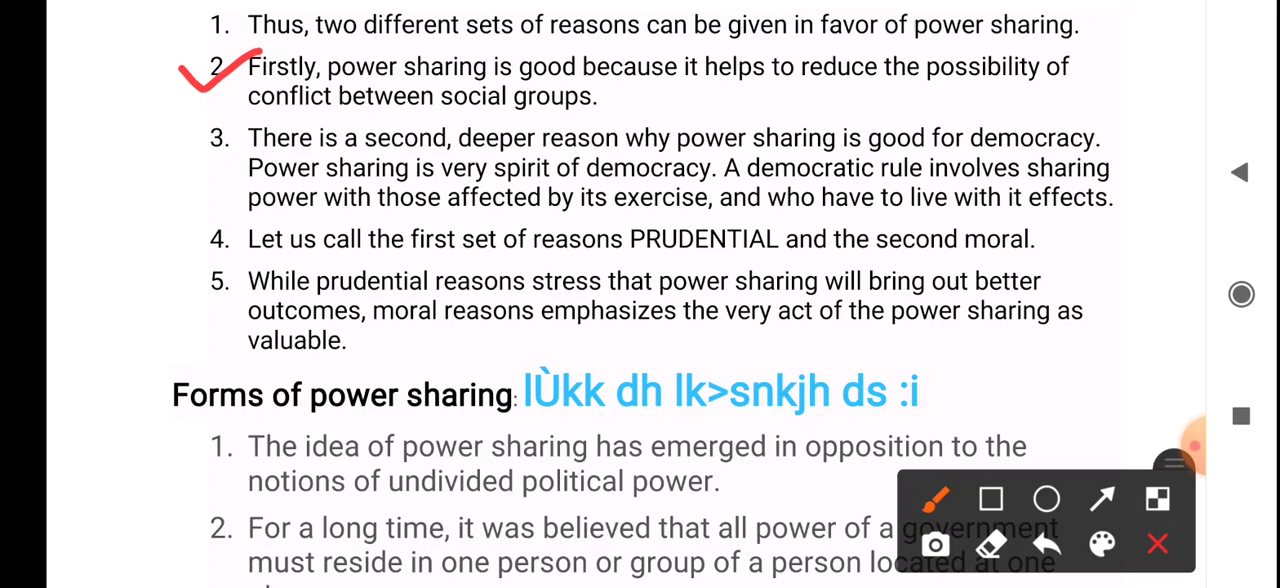 1. Thus, two different sets of reasons can be given in favor of power sharing.
2. Firstly, power sharing is good because it helps to reduce the possibility of
conflict between social groups.
3. There is a second, deeper reason why power sharing is good for democracy.
Power sharing is very spirit of democracy. A democratic rule involves sharing
power with those affected by its exercise, and who have to live with it effects.
4. Let us call the first set of reasons PRUDENTIAL and the second moral.
5. While prudential reasons stress that power sharing will bring out better
outcomes, moral reasons emphasizes the very act of the power sharing as
valuable.
Forms of power sharing: lÙkk dh lk>snkjh ds :i
1. The idea of power sharing has emerged in opposition to the
notions of undivided political power.
2. For a long time, it was believed that all power of a government
must reside in one person or group of a person located at one